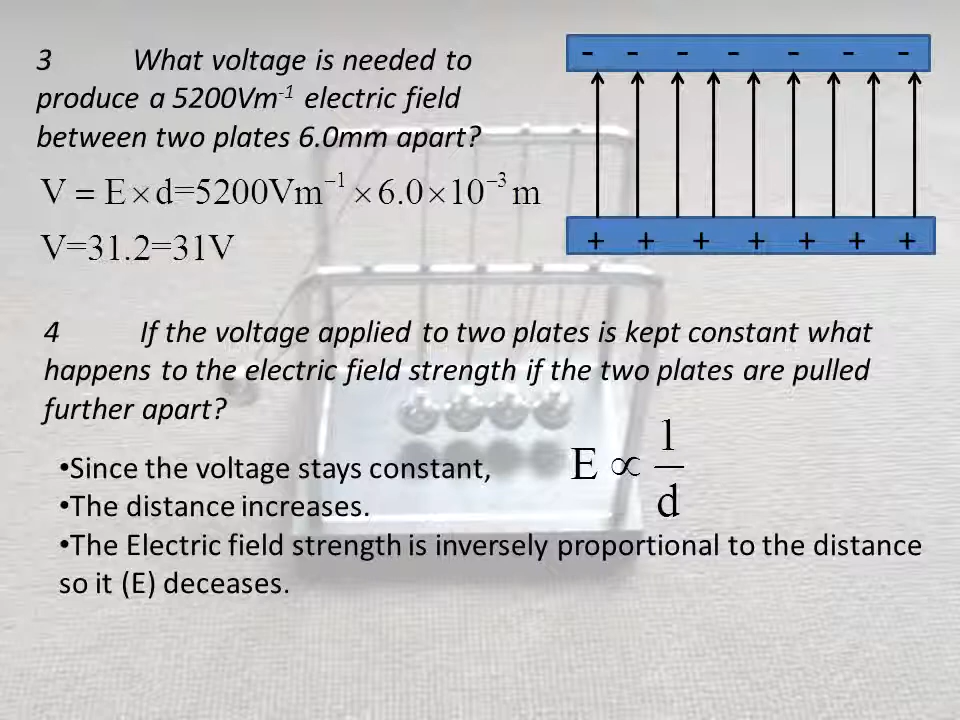 3 What voltage is needed to
produce a 5200Vm⁻¹ electric field
between two plates 6.0mm apart?
V = E×d=5200Vm⁻¹ ×6.0×10⁻³ m
V=31.2=31V
- - - - - - -
+ + + + + + +
4 If the voltage applied to two plates is kept constant what
happens to the electric field strength if the two plates are pulled
further apart?
•Since the voltage stays constant,
E ∝ 1/d
•The distance increases.
•The Electric field strength is inversely proportional to the distance
so it (E) deceases.